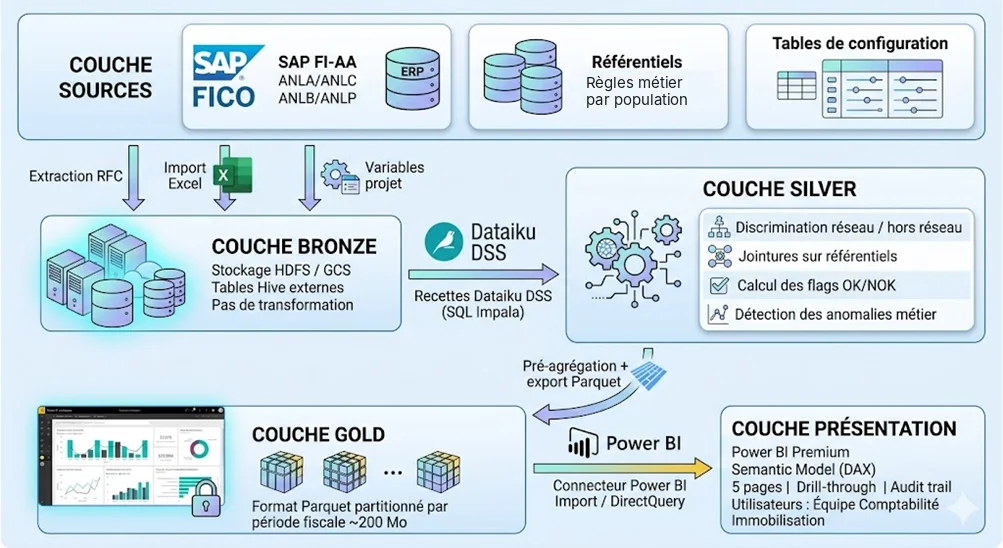 COUCHE
SOURCES
SAP
FICO
SAP FI-AA
ANLA/ANLC
ANLB/ANLP
ERP
Référentiels
Règles métier
par population
Tables de configuration
Extraction RFC
Import
Excel
X
Variables
projet
COUCHE BRONZE
Stockage HDFS / GCS
Tables Hive externes
Pas de transformation
Dataiku
DSS
Recettes Dataiku DSS
(SQL Impala)
COUCHE SILVER
Discrimination réseau / hors réseau
Jointures sur référentiels
Calcul des flags OK/NOK
Détection des anomalies métier
Pré-agrégation +
export Parquet
COUCHE GOLD
...
Format Parquet partitionné par
période fiscale ~200 Mo
Power BI
Connecteur Power BI
Import / DirectQuery
COUCHE PRÉSENTATION
Power BI Premium
Semantic Model (DAX)
5 pages | Drill-through | Audit trail
Utilisateurs : Équipe Comptabilité
Immobilisation